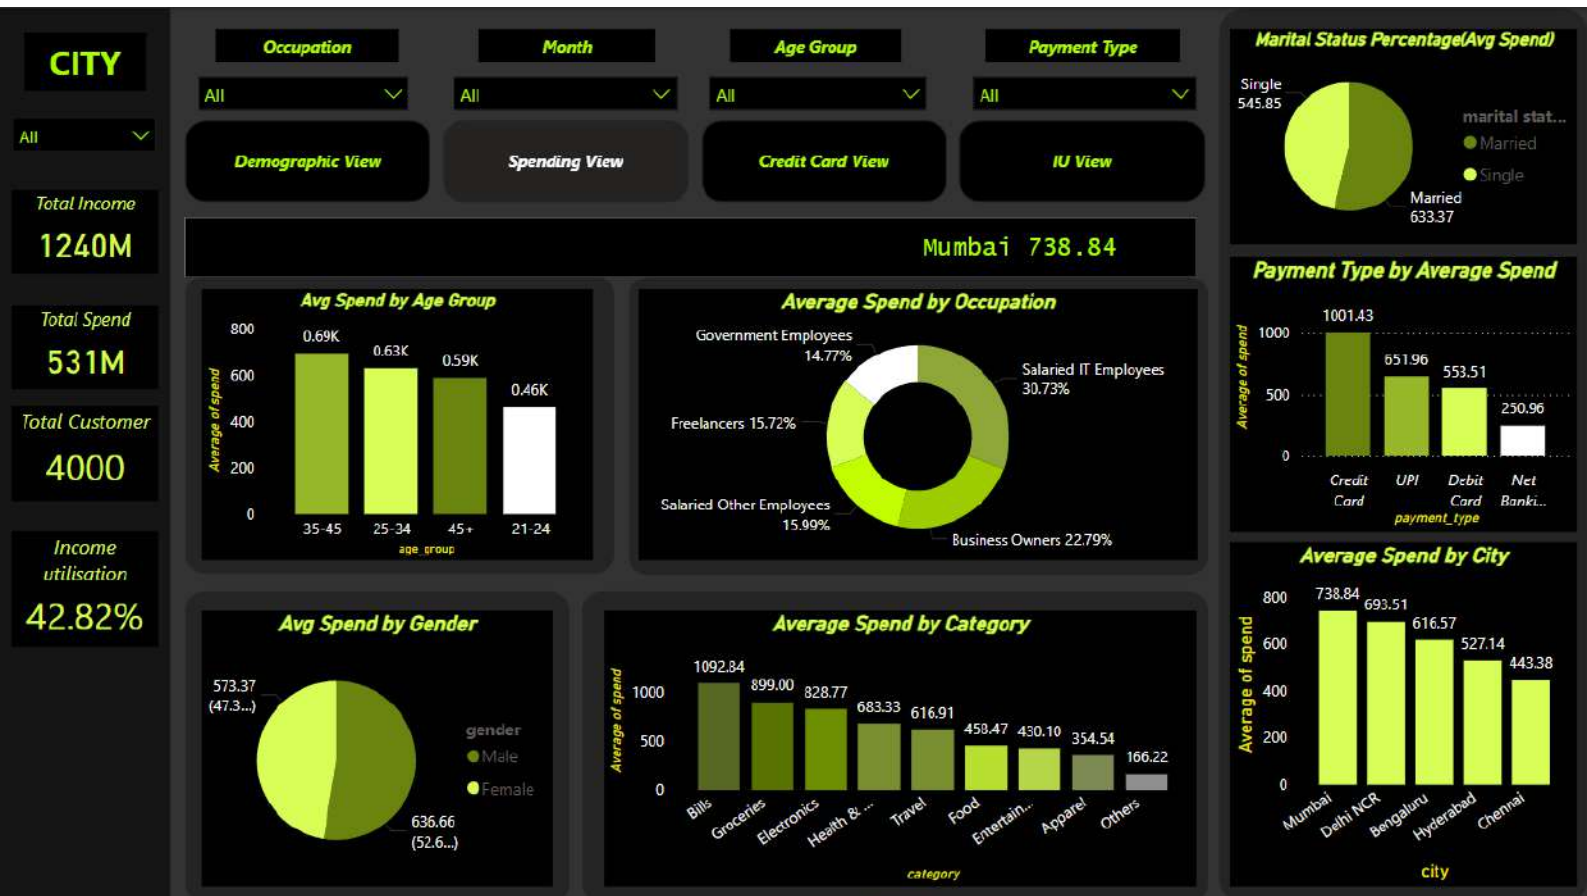 CITY
All
Total Income
1240M
Total Spend
531M
Total Customer
4000
Income
utilisation
42.82%
Occupation
Month
Age Group
Payment Type
All
All
All
All
Demographic View
Spending View
Credit Card View
IU View
Mumbai 738.84
Avg Spend by Age Group
Average of spend
800
600
400
200
0
0.69K
0.63K
0.59K
0.46K
35-45
25-34
45+
21-24
age_group
Average Spend by Occupation
Government Employees
14.77%
Salaried IT Employees
30.73%
Freelancers 15.72%
Salaried Other Employees
15.99%
Business Owners 22.79%
Avg Spend by Gender
573.37
(47.3...)
gender
Male
Female
636.66
(52.6...)
Average Spend by Category
Average of spend
1000
500
0
1092.84
899.00
828.77
683.33
616.91
458.47
430.10
354.54
166.22
Bills
Groceries
Electronics
Health & ...
Travel
Food
Entertain...
Apparel
Others
category
Marital Status Percentage(Avg Spend)
Single
545.85
marital stat...
Married
Single
Married
633.37
Payment Type by Average Spend
Average of spend
1000
500
0
1001.43
651.96
553.51
250.96
Credit
Card
UPI
Debit
Card
Net
Banki...
payment_type
Average Spend by City
Average of spend
800
600
400
200
0
738.84
693.51
616.57
527.14
443.38
Mumbai
Delhi NCR
Bengaluru
Hyderabad
Chennai
city